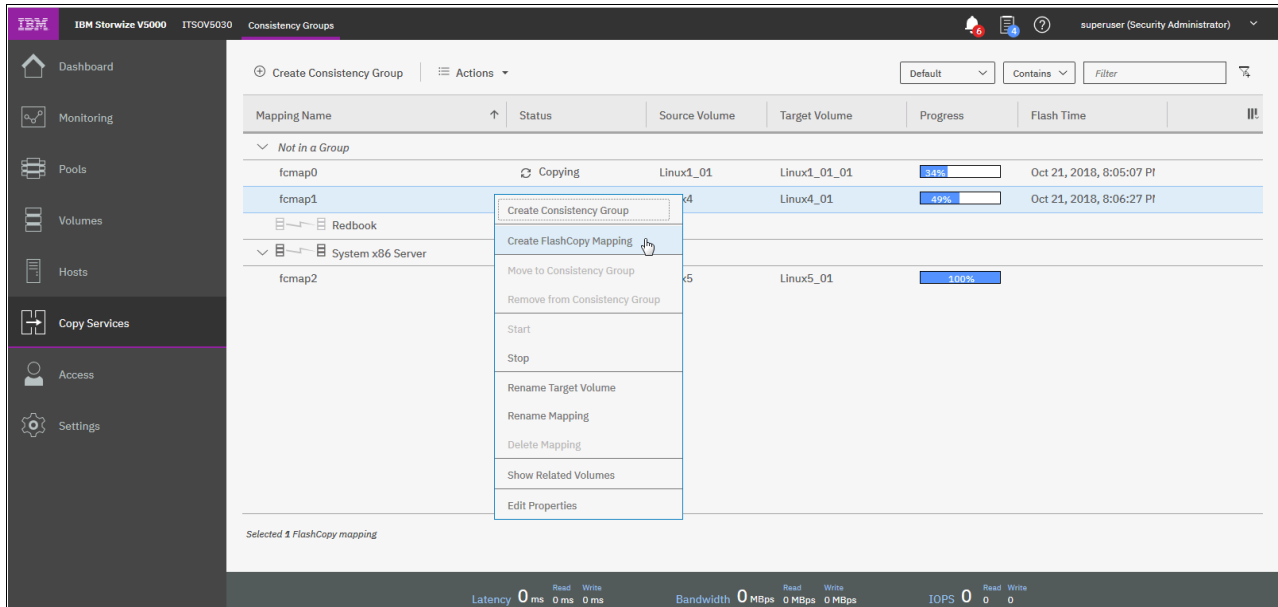 IBM IBM Storwize V5000 ITSOV5030 Consistency Groups 6 4 superuser (Security Administrator)
Dashboard
Monitoring
Pools
Volumes
Hosts
Copy Services
Access
Settings
Create Consistency Group Actions Default Contains Filter
Mapping Name Status Source Volume Target Volume Progress Flash Time
Not in a Group
fcmap0 Copying Linux1_01 Linux1_01_01 34% Oct 21, 2018, 8:05:07 PM
fcmap1 x4 Linux4_01 49% Oct 21, 2018, 8:06:27 PM
Redbook
System x86 Server
fcmap2 x5 Linux5_01 100%
Create Consistency Group
Create FlashCopy Mapping
Move to Consistency Group
Remove from Consistency Group
Start
Stop
Rename Target Volume
Rename Mapping
Delete Mapping
Show Related Volumes
Edit Properties
Selected 1 FlashCopy mapping
Latency 0 ms Read 0 ms Write 0 ms Bandwidth 0 MBps Read 0 MBps Write 0 MBps IOPS 0 Read 0 Write 0